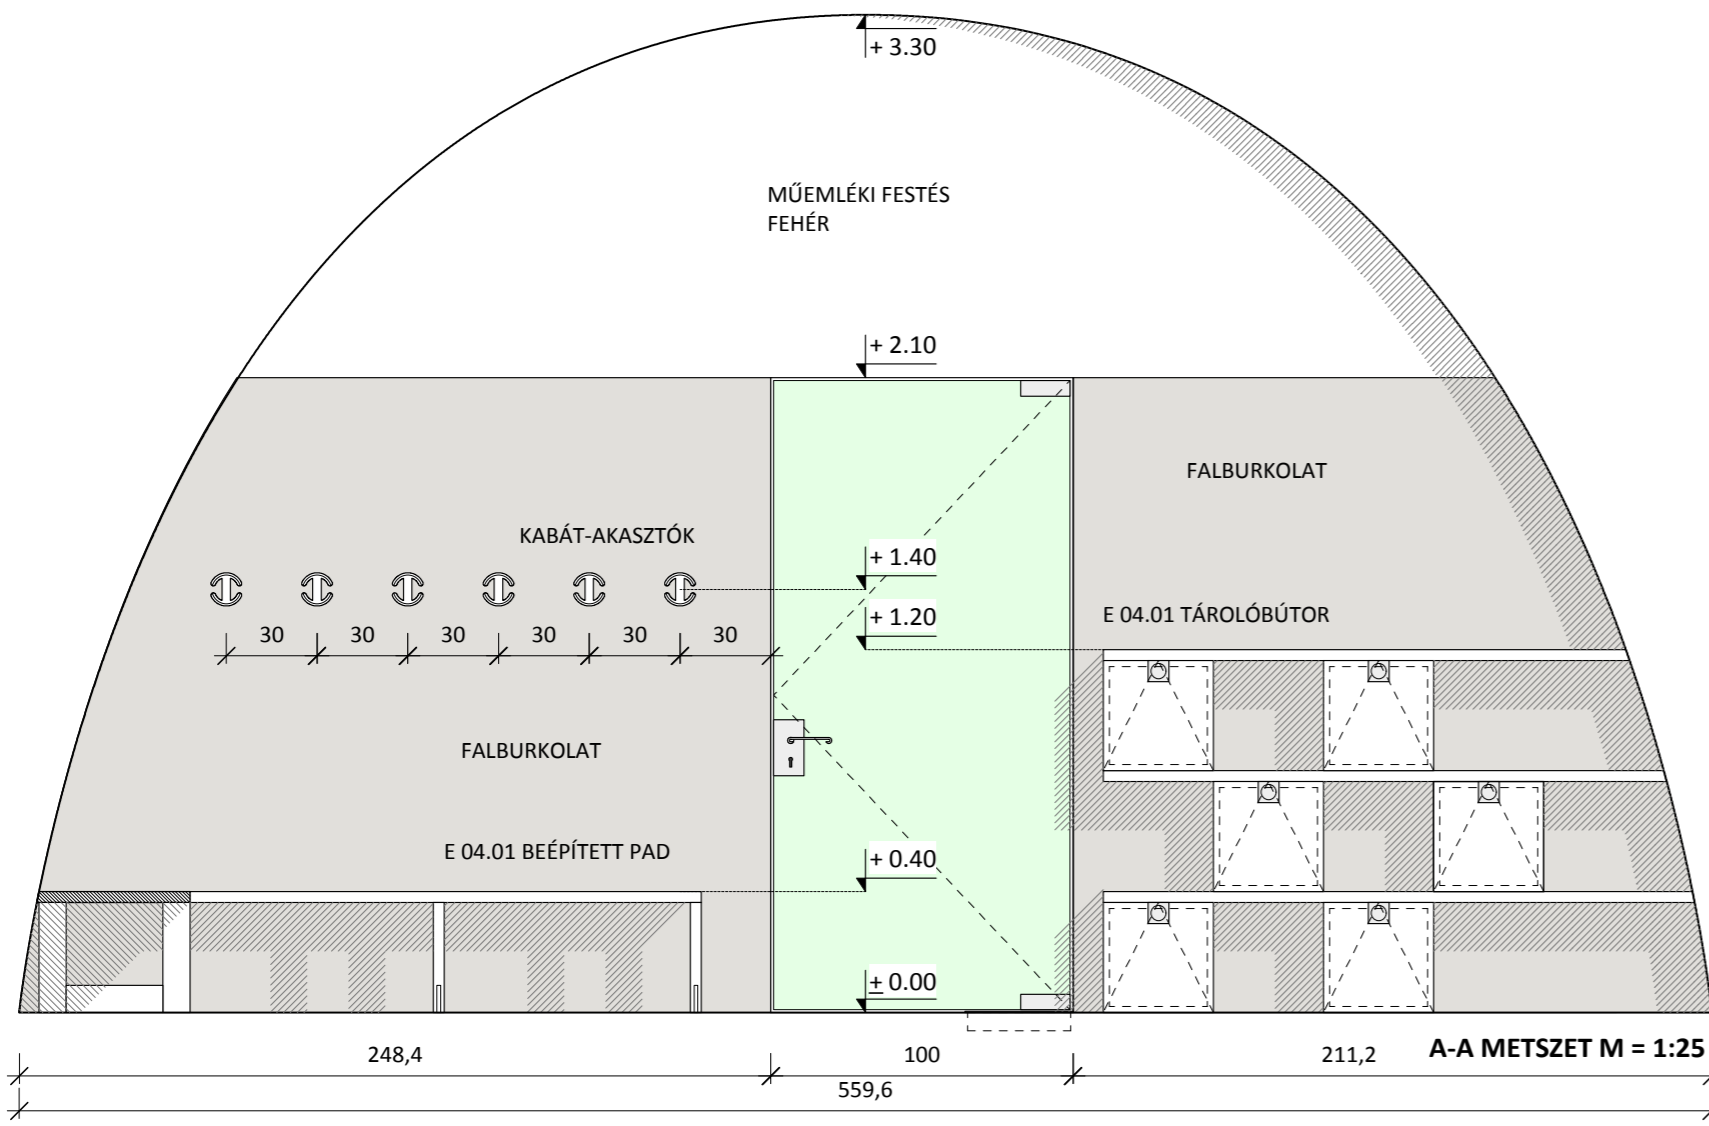 + 3.30
MŰEMLÉKI FESTÉS
FEHÉR
+ 2.10
FALBURKOLAT
KABÁT-AKASZTÓK
+ 1.40
+ 1.20
E 04.01 TÁROLÓBÚTOR
30 30 30 30 30 30
FALBURKOLAT
E 04.01 BEÉPÍTETT PAD
+ 0.40
± 0.00
248,4 100 211,2
A-A METSZET M = 1:25
559,6